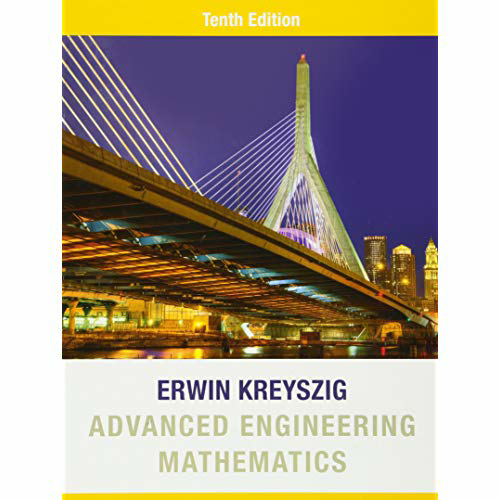 Tenth Edition
ERWIN KREYSZIG
ADVANCED ENGINEERING
MATHEMATICS